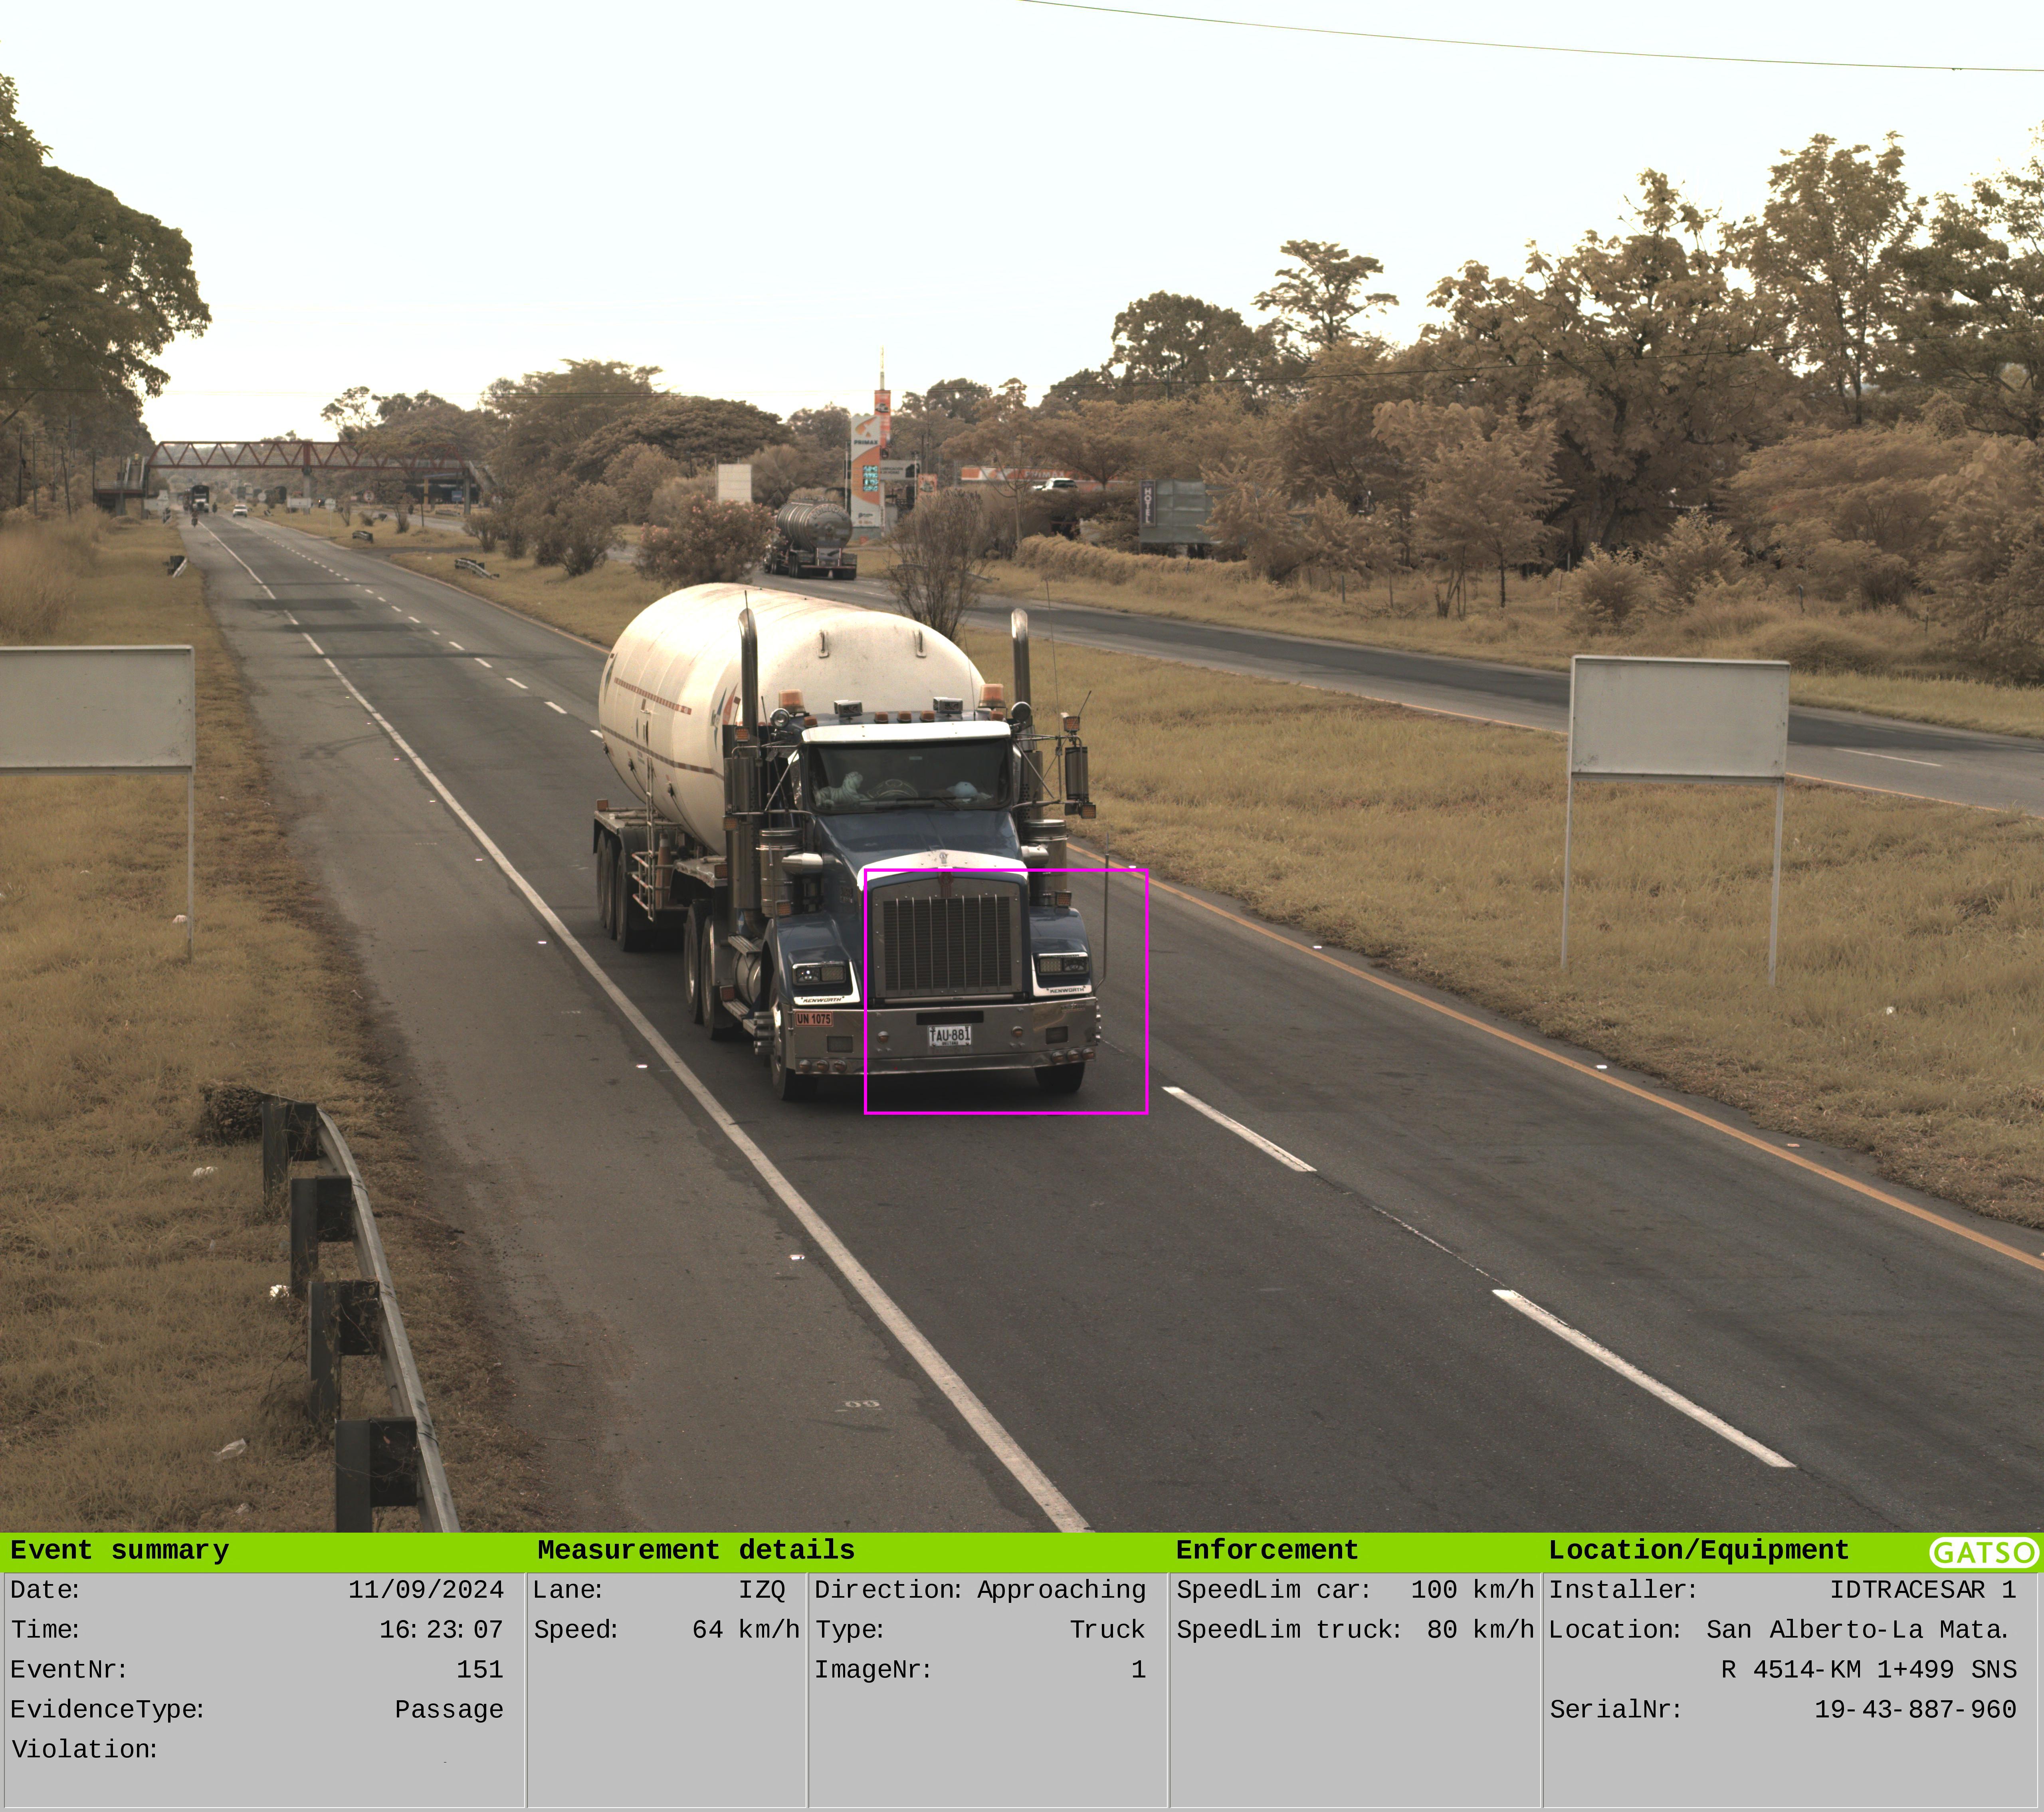 PRIMAX
HOTEL
KENWORTH
KENWORTH
UN 1075
TAU-881
Event summary
Measurement details
Enforcement
Location/Equipment
GATSO
Date: 11/09/2024
Lane: IZQ
Direction: Approaching
SpeedLim car: 100 km/h
Installer: IDTRACESAR 1
Time: 16:23:07
Speed: 64 km/h
Type: Truck
SpeedLim truck: 80 km/h
Location: San Alberto-La Mata.
EventNr: 151
ImageNr: 1
R 4514-KM 1+499 SNS
EvidenceType: Passage
SerialNr: 19-43-887-960
Violation: